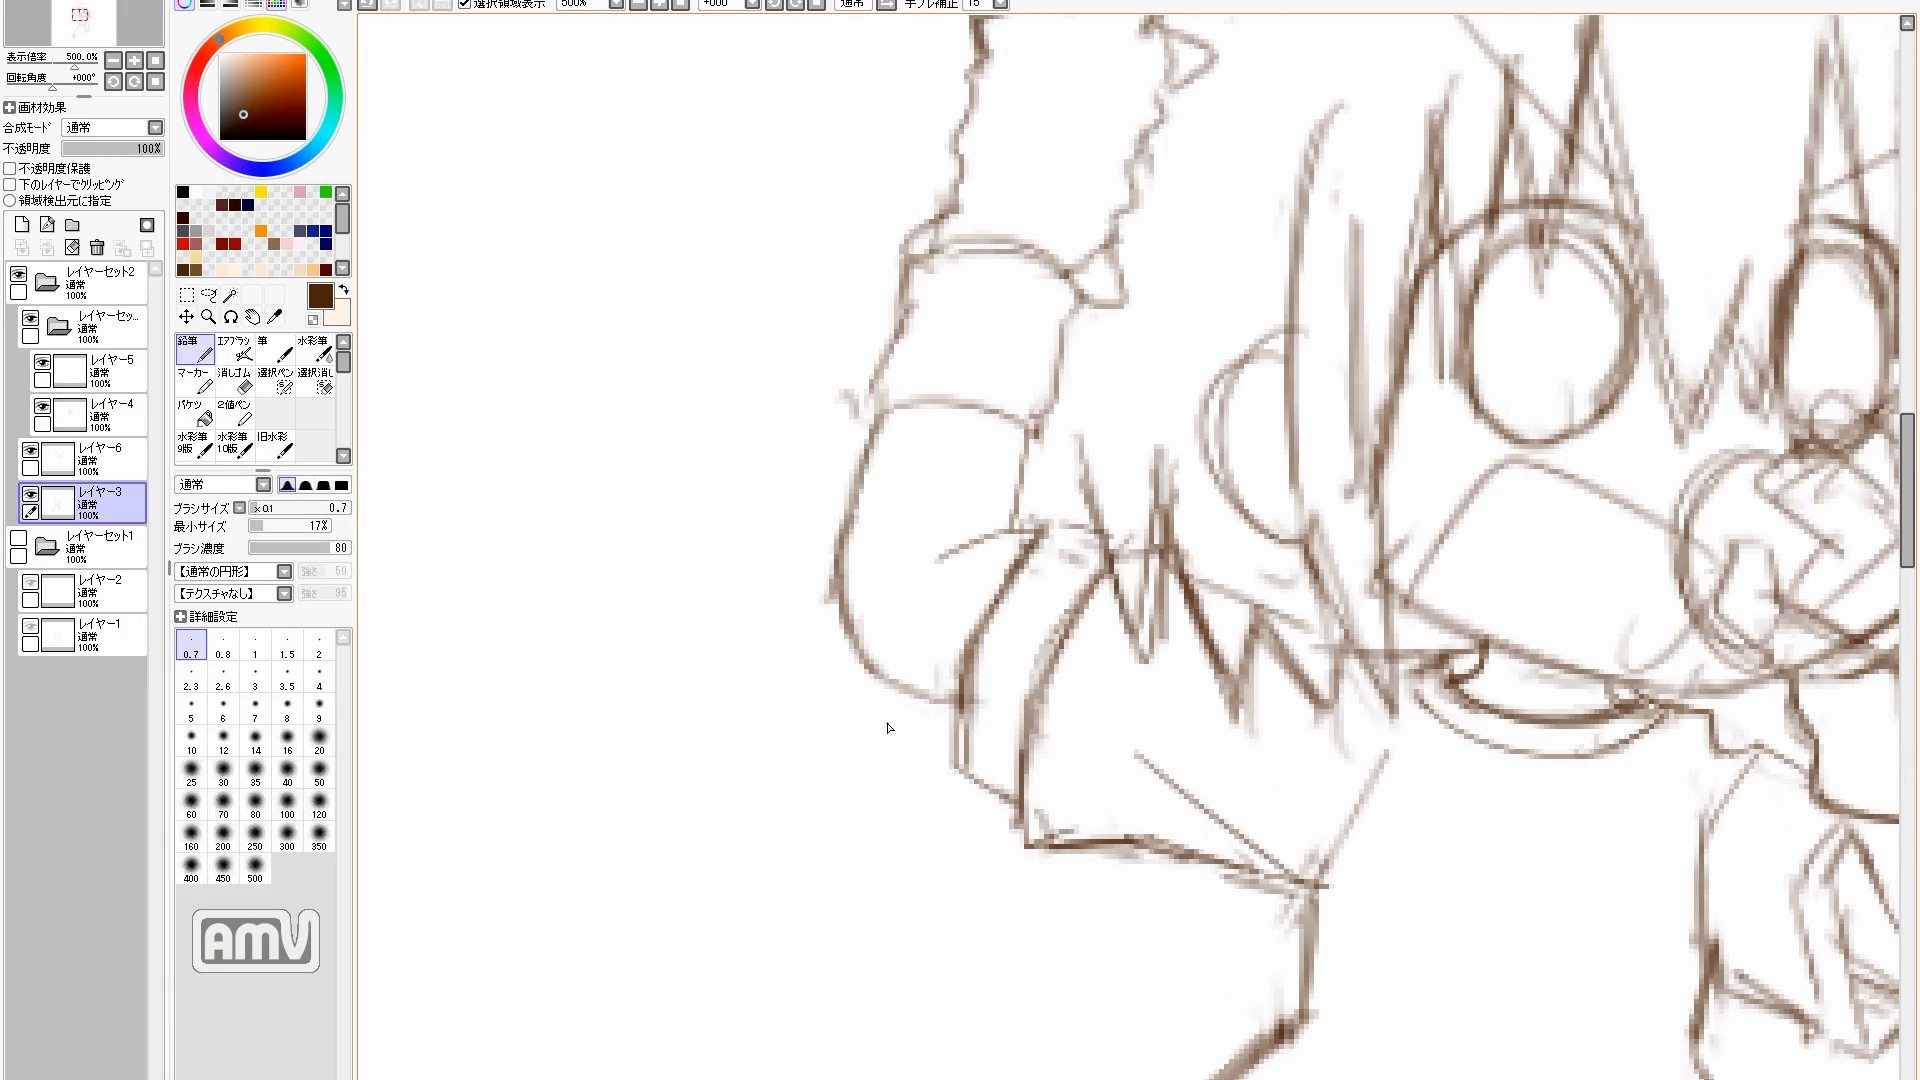 選択領域表示 500% +000° 通常 手ブレ補正 15
表示倍率 500.0%
回転角度 +000°
画材効果
合成モード 通常
不透明度 100%
不透明度保護
下のレイヤーでクリッピング
領域検出元に指定
レイヤーセット2
通常
100%
レイヤーセッ...
通常
100%
レイヤー5
通常
100%
レイヤー4
通常
100%
レイヤー6
通常
100%
レイヤー3
通常
100%
レイヤーセット1
通常
100%
レイヤー2
通常
100%
レイヤー1
通常
100%
鉛筆 エアブラシ 筆 水彩筆
マーカー 消しゴム 選択ペン 選択消し
バケツ 2値ペン
水彩筆 9版 水彩筆 10版 旧水彩
通常
ブラシサイズ x 0.1 0.7
最小サイズ 17%
ブラシ濃度 80
【通常の円形】 強さ 50
【テクスチャなし】 強さ 95
詳細設定
0.7 0.8 1 1.5 2
2.3 2.6 3 3.5 4
5 6 7 8 9
10 12 14 16 20
25 30 35 40 50
60 70 80 100 120
160 200 250 300 350
400 450 500
AMV